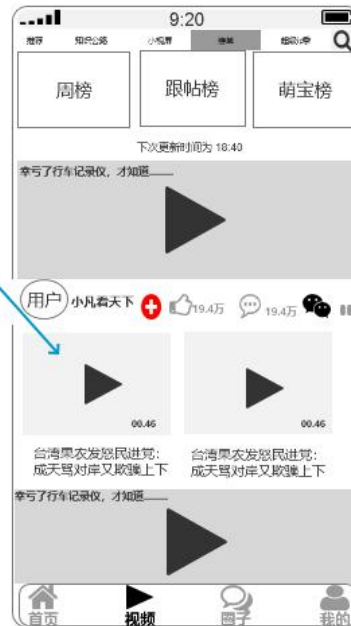 9:20
推荐 知识公路 小视屏 榜单
周榜 跟帖榜 萌宝榜
下次更新时间为 18:40
幸亏了行车记录仪，才知道......
用户 小凡看天下 19.4万 19.4万
00.46 00.46
台湾果农发怒民进党： 台湾果农发怒民进党：
成天骂对岸又欺骗上下 成天骂对岸又欺骗上下
幸亏了行车记录仪，才知道......
首页 视频 圈子 我的